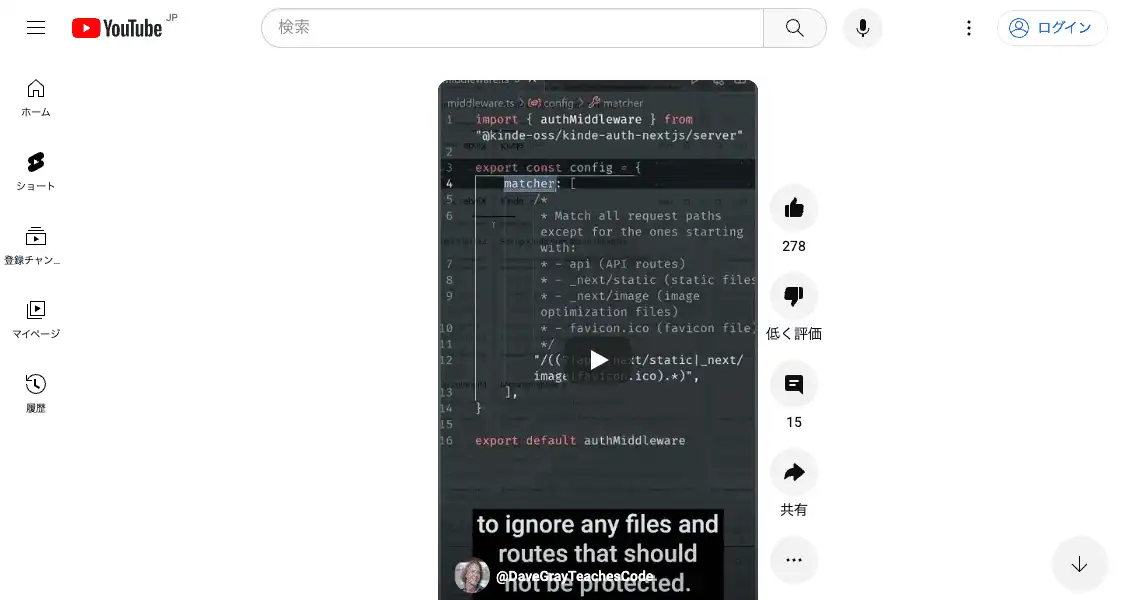 YouTube JP
検索
ログイン
ホーム
ショート
登録チャン...
マイページ
履歴
middleware.ts > config > matcher
1 import { authMiddleware } from
"@kinde-oss/kinde-auth-nextjs/server"
2
3 export const config = {
4 matcher: [
5 /*
6 * Match all request paths
except for the ones starting
with:
7 * - api (API routes)
8 * - _next/static (static files
9 * - _next/image (image
optimization files)
10 * - favicon.ico (favicon file)
11 */
12 "/((
xt/static|_next/
image
.ico).*)",
13 ],
14 }
15
16 export default authMiddleware
to ignore any files and
routes that should
not be protected.
@DaveGrayTeachesCode
278
低く評価
15
共有